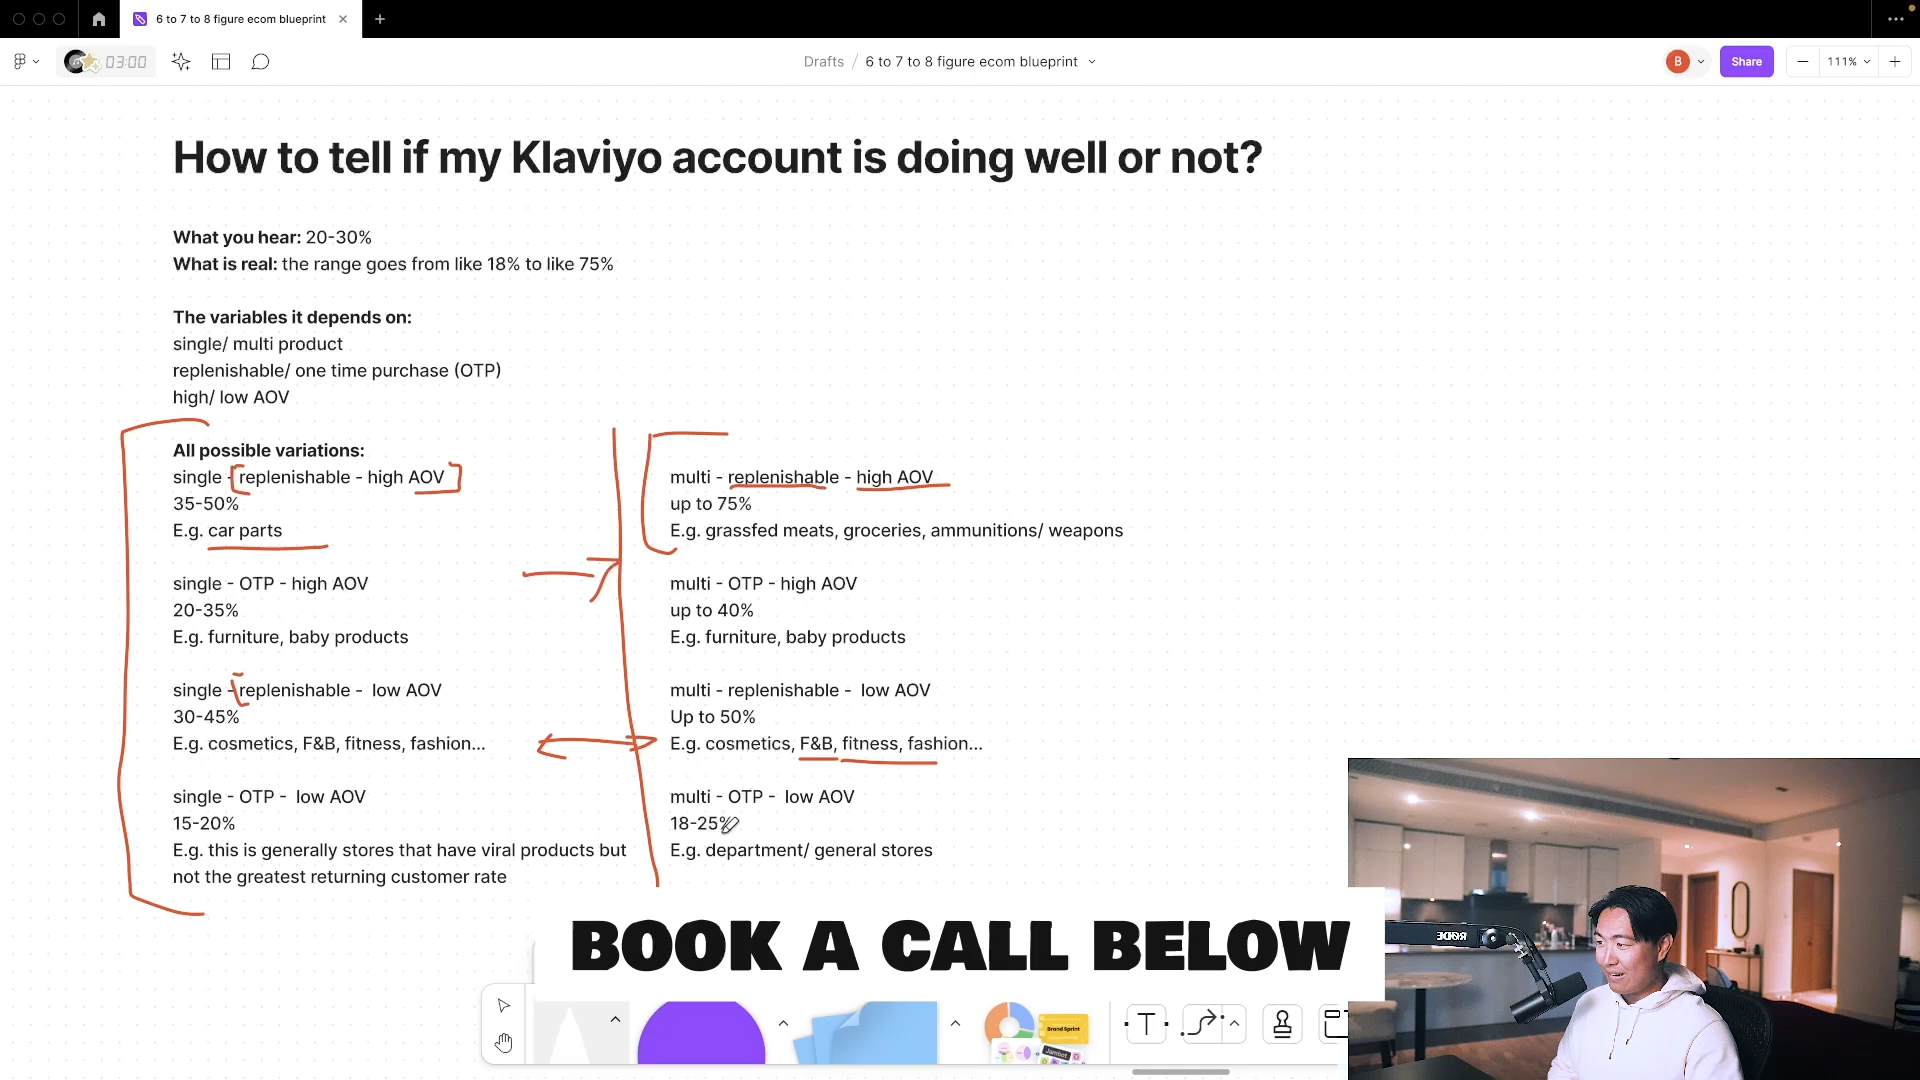 6 to 7 to 8 figure ecom blueprint
03:00
Drafts / 6 to 7 to 8 figure ecom blueprint
B
Share
111%
How to tell if my Klaviyo account is doing well or not?
What you hear: 20-30%
What is real: the range goes from like 18% to like 75%
The variables it depends on:
single/ multi product
replenishable/ one time purchase (OTP)
high/ low AOV
All possible variations:
single - replenishable - high AOV
35-50%
E.g. car parts
single - OTP - high AOV
20-35%
E.g. furniture, baby products
single - replenishable - low AOV
30-45%
E.g. cosmetics, F&B, fitness, fashion...
single - OTP - low AOV
15-20%
E.g. this is generally stores that have viral products but
not the greatest returning customer rate
multi - replenishable - high AOV
up to 75%
E.g. grassfed meats, groceries, ammunitions/ weapons
multi - OTP - high AOV
up to 40%
E.g. furniture, baby products
multi - replenishable - low AOV
Up to 50%
E.g. cosmetics, F&B, fitness, fashion...
multi - OTP - low AOV
18-25%
E.g. department/ general stores
BOOK A CALL BELOW
Brand Sprint
Jambot
T
RØDE